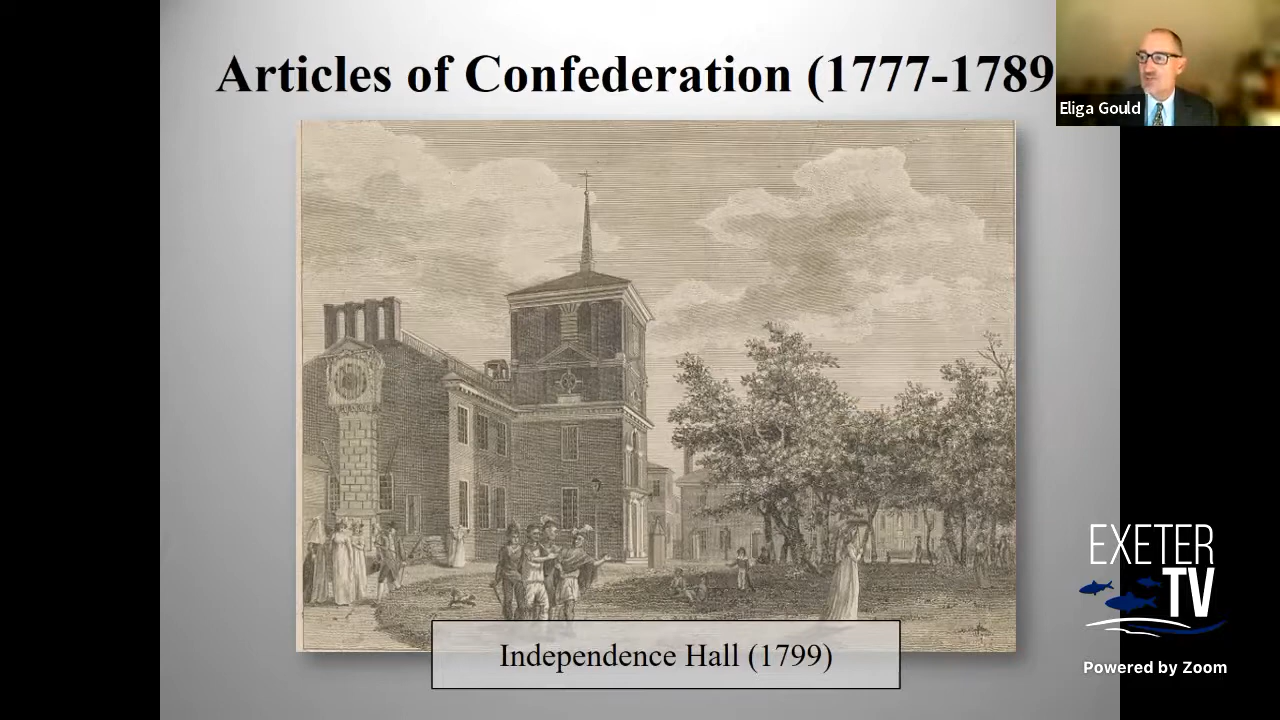 Articles of Confederation (1777-1789
Eliga Gould
Independence Hall (1799)
EXETER
TV
Powered by Zoom